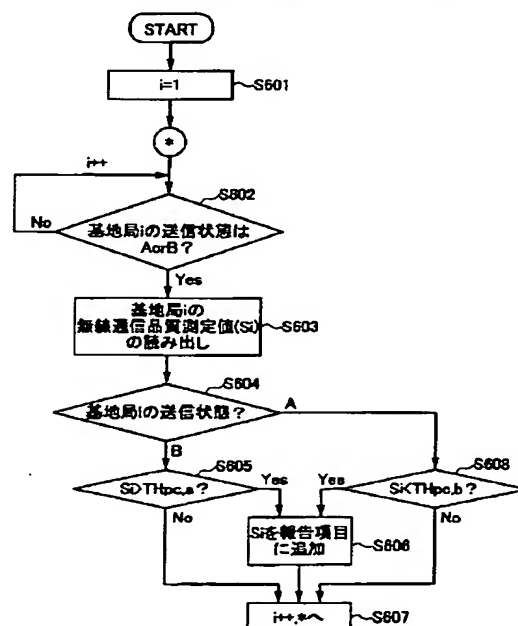 START
i=1
S601
*
i++
S602
基地局iの送信状態は
AorB?
No
Yes
基地局iの
無線通信品質測定値(Si)
の読み出し
S603
S604
基地局iの送信状態?
A
B
S605
Si>THpc,a?
Yes
No
S608
Si<THpc,b?
Yes
No
Siを報告項目
に追加
S606
i++,*へ
S607